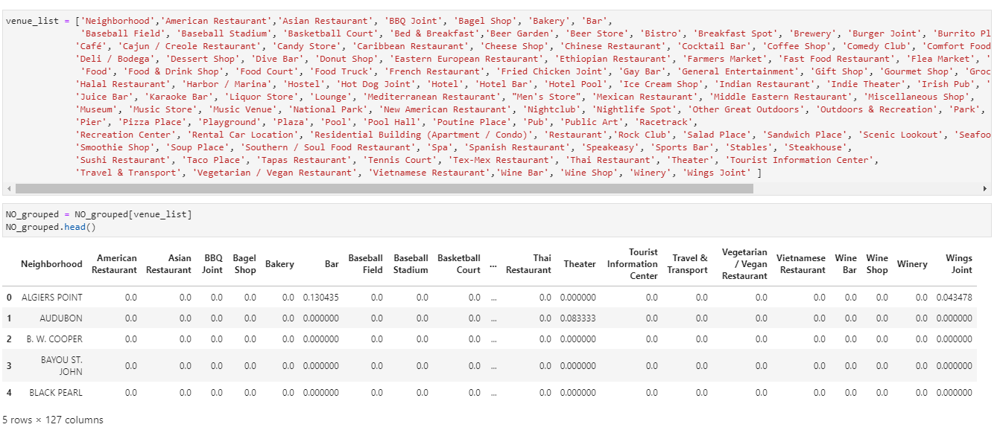 venue_list = ['Neighborhood','American Restaurant','Asian Restaurant', 'BBQ Joint', 'Bagel Shop', 'Bakery', 'Bar',
'Baseball Field', 'Baseball Stadium', 'Basketball Court', 'Bed & Breakfast','Beer Garden', 'Beer Store', 'Bistro', 'Breakfast Spot', 'Brewery', 'Burger Joint', 'Burrito Pl
'Café', 'Cajun / Creole Restaurant', 'Candy Store', 'Caribbean Restaurant', 'Cheese Shop', 'Chinese Restaurant', 'Cocktail Bar', 'Coffee Shop', 'Comedy Club', 'Comfort Food
'Deli / Bodega', 'Dessert Shop', 'Dive Bar', 'Donut Shop', 'Eastern European Restaurant', 'Ethiopian Restaurant', 'Farmers Market', 'Fast Food Restaurant', 'Flea Market', '
'Food', 'Food & Drink Shop', 'Food Court', 'Food Truck', 'French Restaurant', 'Fried Chicken Joint', 'Gay Bar', 'General Entertainment', 'Gift Shop', 'Gourmet Shop', 'Groc
'Halal Restaurant', 'Harbor / Marina', 'Hostel', 'Hot Dog Joint', 'Hotel', 'Hotel Bar', 'Hotel Pool', 'Ice Cream Shop', 'Indian Restaurant', 'Indie Theater', 'Irish Pub', '
'Juice Bar', 'Karaoke Bar', 'Liquor Store', 'Lounge', 'Mediterranean Restaurant', "Men's Store", 'Mexican Restaurant', 'Middle Eastern Restaurant', 'Miscellaneous Shop',
'Museum', 'Music Store', 'Music Venue', 'National Park', 'New American Restaurant', 'Nightclub', 'Nightlife Spot', 'Other Great Outdoors', 'Outdoors & Recreation', 'Park',
'Pier', 'Pizza Place', 'Playground', 'Plaza', 'Pool', 'Pool Hall', 'Poutine Place', 'Pub', 'Public Art', 'Racetrack',
'Recreation Center', 'Rental Car Location', 'Residential Building (Apartment / Condo)', 'Restaurant','Rock Club', 'Salad Place', 'Sandwich Place', 'Scenic Lookout', 'Seafoo
'Smoothie Shop', 'Soup Place', 'Southern / Soul Food Restaurant', 'Spa', 'Spanish Restaurant', 'Speakeasy', 'Sports Bar', 'Stables', 'Steakhouse',
'Sushi Restaurant', 'Taco Place', 'Tapas Restaurant', 'Tennis Court', 'Tex-Mex Restaurant', 'Thai Restaurant', 'Theater', 'Tourist Information Center',
'Travel & Transport', 'Vegetarian / Vegan Restaurant', 'Vietnamese Restaurant','Wine Bar', 'Wine Shop', 'Winery', 'Wings Joint' ]
NO_grouped = NO_grouped[venue_list]
NO_grouped.head()
Neighborhood American Restaurant Asian Restaurant BBQ Joint Bagel Shop Bakery Bar Baseball Field Baseball Stadium Basketball Court ... Thai Restaurant Theater Tourist Information Center Travel & Transport Vegetarian / Vegan Restaurant Vietnamese Restaurant Wine Bar Wine Shop Winery Wings Joint
0 ALGIERS POINT 0.0 0.0 0.0 0.0 0.0 0.130435 0.0 0.0 0.0 ... 0.0 0.000000 0.0 0.0 0.0 0.0 0.0 0.0 0.0 0.043478
1 AUDUBON 0.0 0.0 0.0 0.0 0.0 0.000000 0.0 0.0 0.0 ... 0.0 0.083333 0.0 0.0 0.0 0.0 0.0 0.0 0.0 0.000000
2 B. W. COOPER 0.0 0.0 0.0 0.0 0.0 0.000000 0.0 0.0 0.0 ... 0.0 0.000000 0.0 0.0 0.0 0.0 0.0 0.0 0.0 0.000000
3 BAYOU ST. JOHN 0.0 0.0 0.0 0.0 0.0 0.000000 0.0 0.0 0.0 ... 0.0 0.000000 0.0 0.0 0.0 0.0 0.0 0.0 0.0 0.000000
4 BLACK PEARL 0.0 0.0 0.0 0.0 0.0 0.000000 0.0 0.0 0.0 ... 0.0 0.000000 0.0 0.0 0.0 0.0 0.0 0.0 0.0 0.000000
5 rows × 127 columns